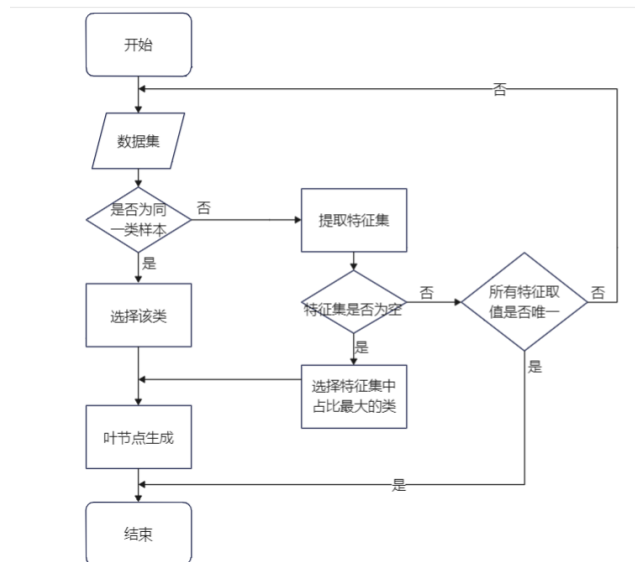 开始
否
数据集
是否为同
一类样本
否
提取特征集
是
选择该类
特征集是否为空
否
所有特征取
值是否唯一
否
是
选择特征集中
占比最大的类
是
叶节点生成
是
结束